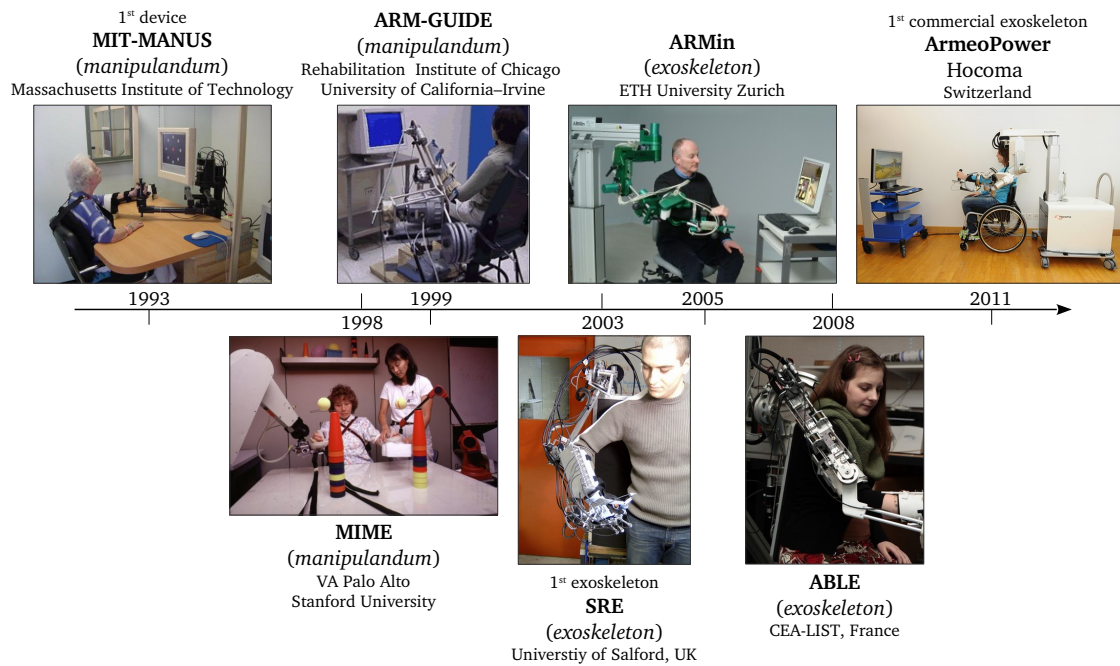 1st device
MIT-MANUS
(manipulandum)
Massachusetts Institute of Technology
ARM-GUIDE
(manipulandum)
Rehabilitation Institute of Chicago
University of California–Irvine
ARMin
(exoskeleton)
ETH University Zurich
1st commercial exoskeleton
ArmeoPower
Hocoma
Switzerland
1993
1999
2005
2011
1998
2003
2008
MIME
(manipulandum)
VA Palo Alto
Stanford University
1st exoskeleton
SRE
(exoskeleton)
Universtiy of Salford, UK
ABLE
(exoskeleton)
CEA-LIST, France